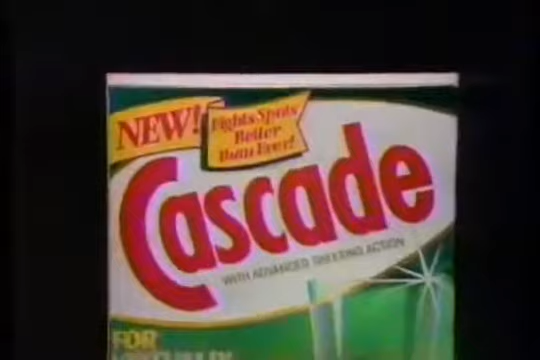 NEW!
Fights Spots
Better
than Ever!
Cascade
WITH ADVANCED SHEETING ACTION
FOR